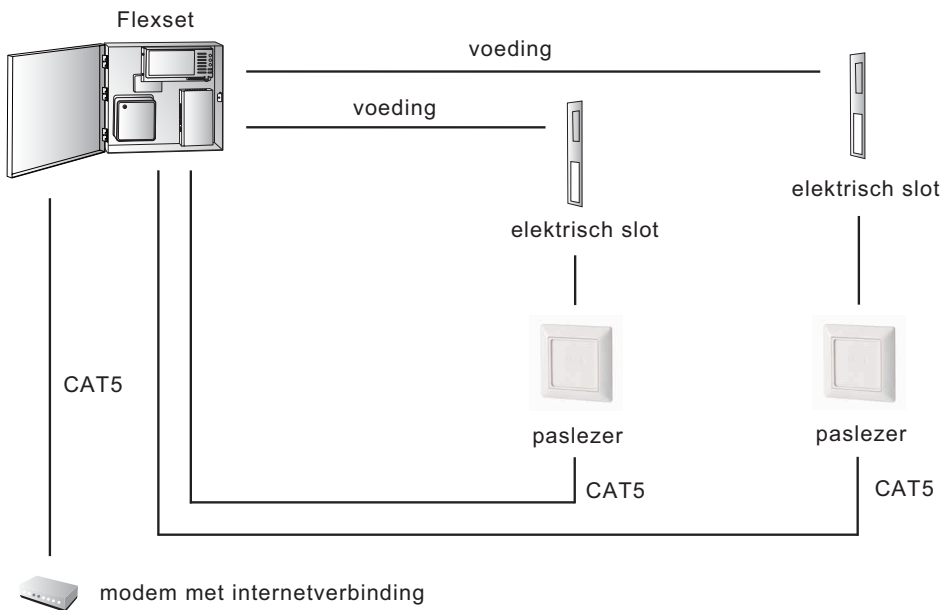 Flexset
voeding
voeding
elektrisch slot
elektrisch slot
CAT5
paslezer
paslezer
CAT5
CAT5
modem met internetverbinding